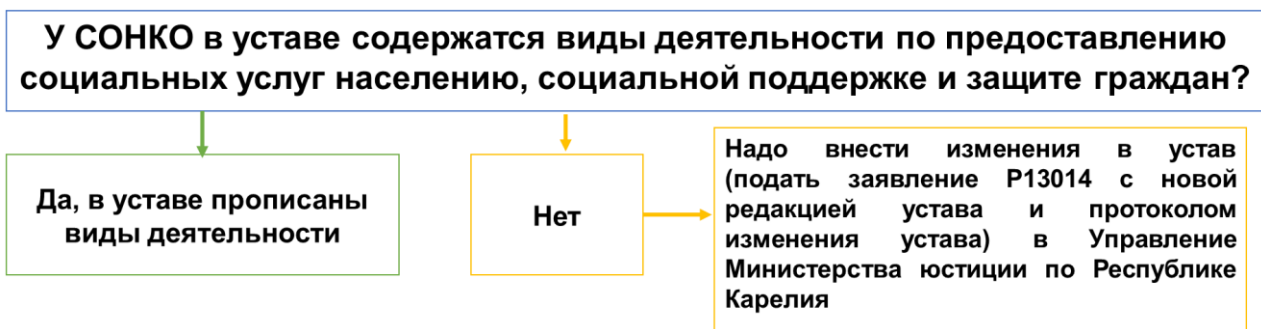 У СОНКО в уставе содержатся виды деятельности по предоставлению
социальных услуг населению, социальной поддержке и защите граждан?
Да, в уставе прописаны
виды деятельности
Нет
Надо внести изменения в устав
(подать заявление Р13014 с новой
редакцией устава и протоколом
изменения устава) в Управление
Министерства юстиции по Республике
Карелия